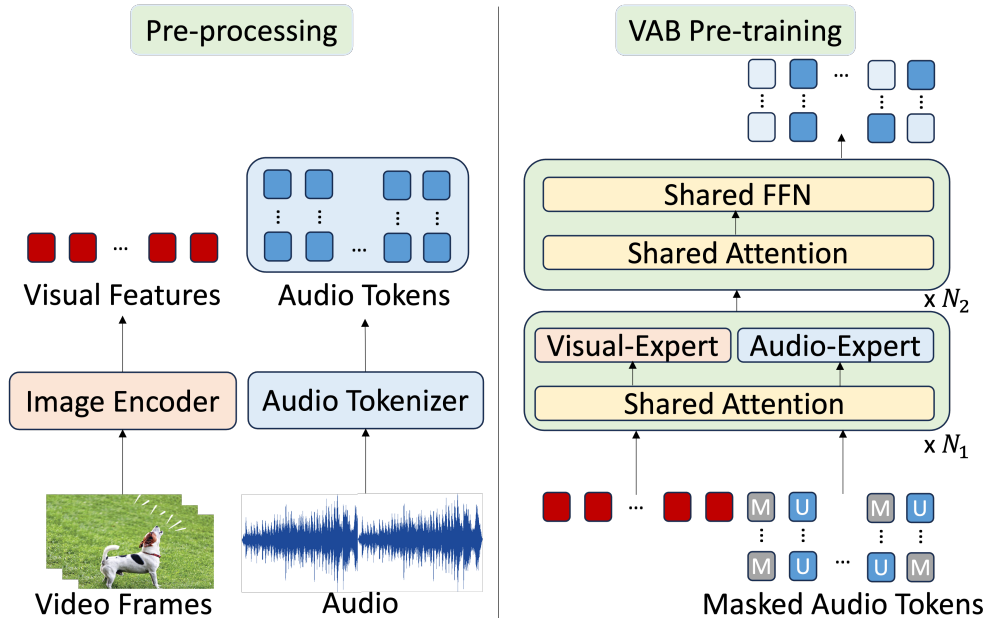 Pre-processing
Visual Features
Audio Tokens
Image Encoder
Audio Tokenizer
Video Frames
Audio
VAB Pre-training
Shared FFN
Shared Attention
x N₂
Visual-Expert
Audio-Expert
Shared Attention
x N₁
M U M U
M U U M
Masked Audio Tokens